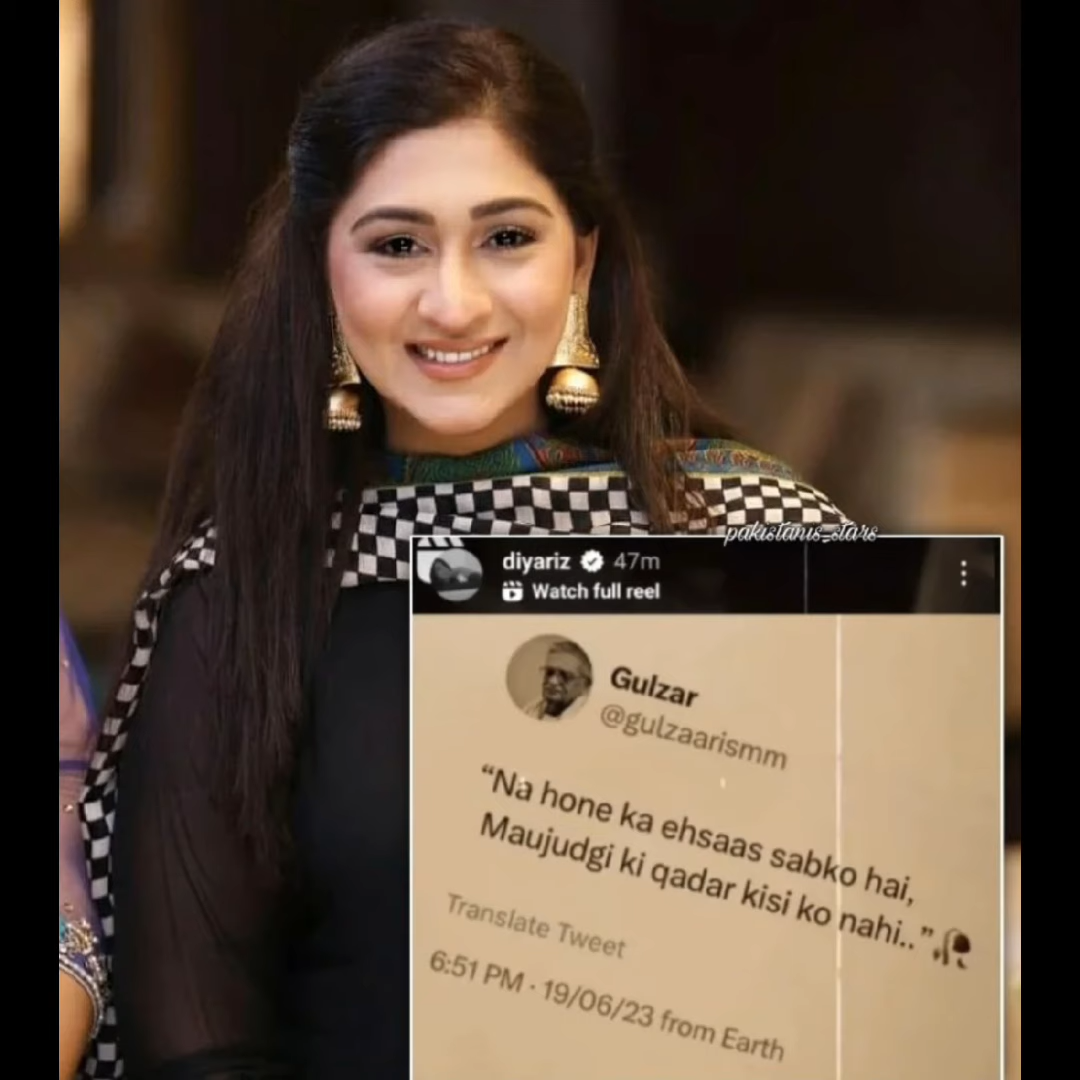 pakistanis_stars
diyariz 47m
Watch full reel
Gulzar
@gulzaarismm
“Na hone ka ehsaas sabko hai,
Maujudgi ki qadar kisi ko nahi..”🥀
Translate Tweet
6:51 PM · 19/06/23 from Earth